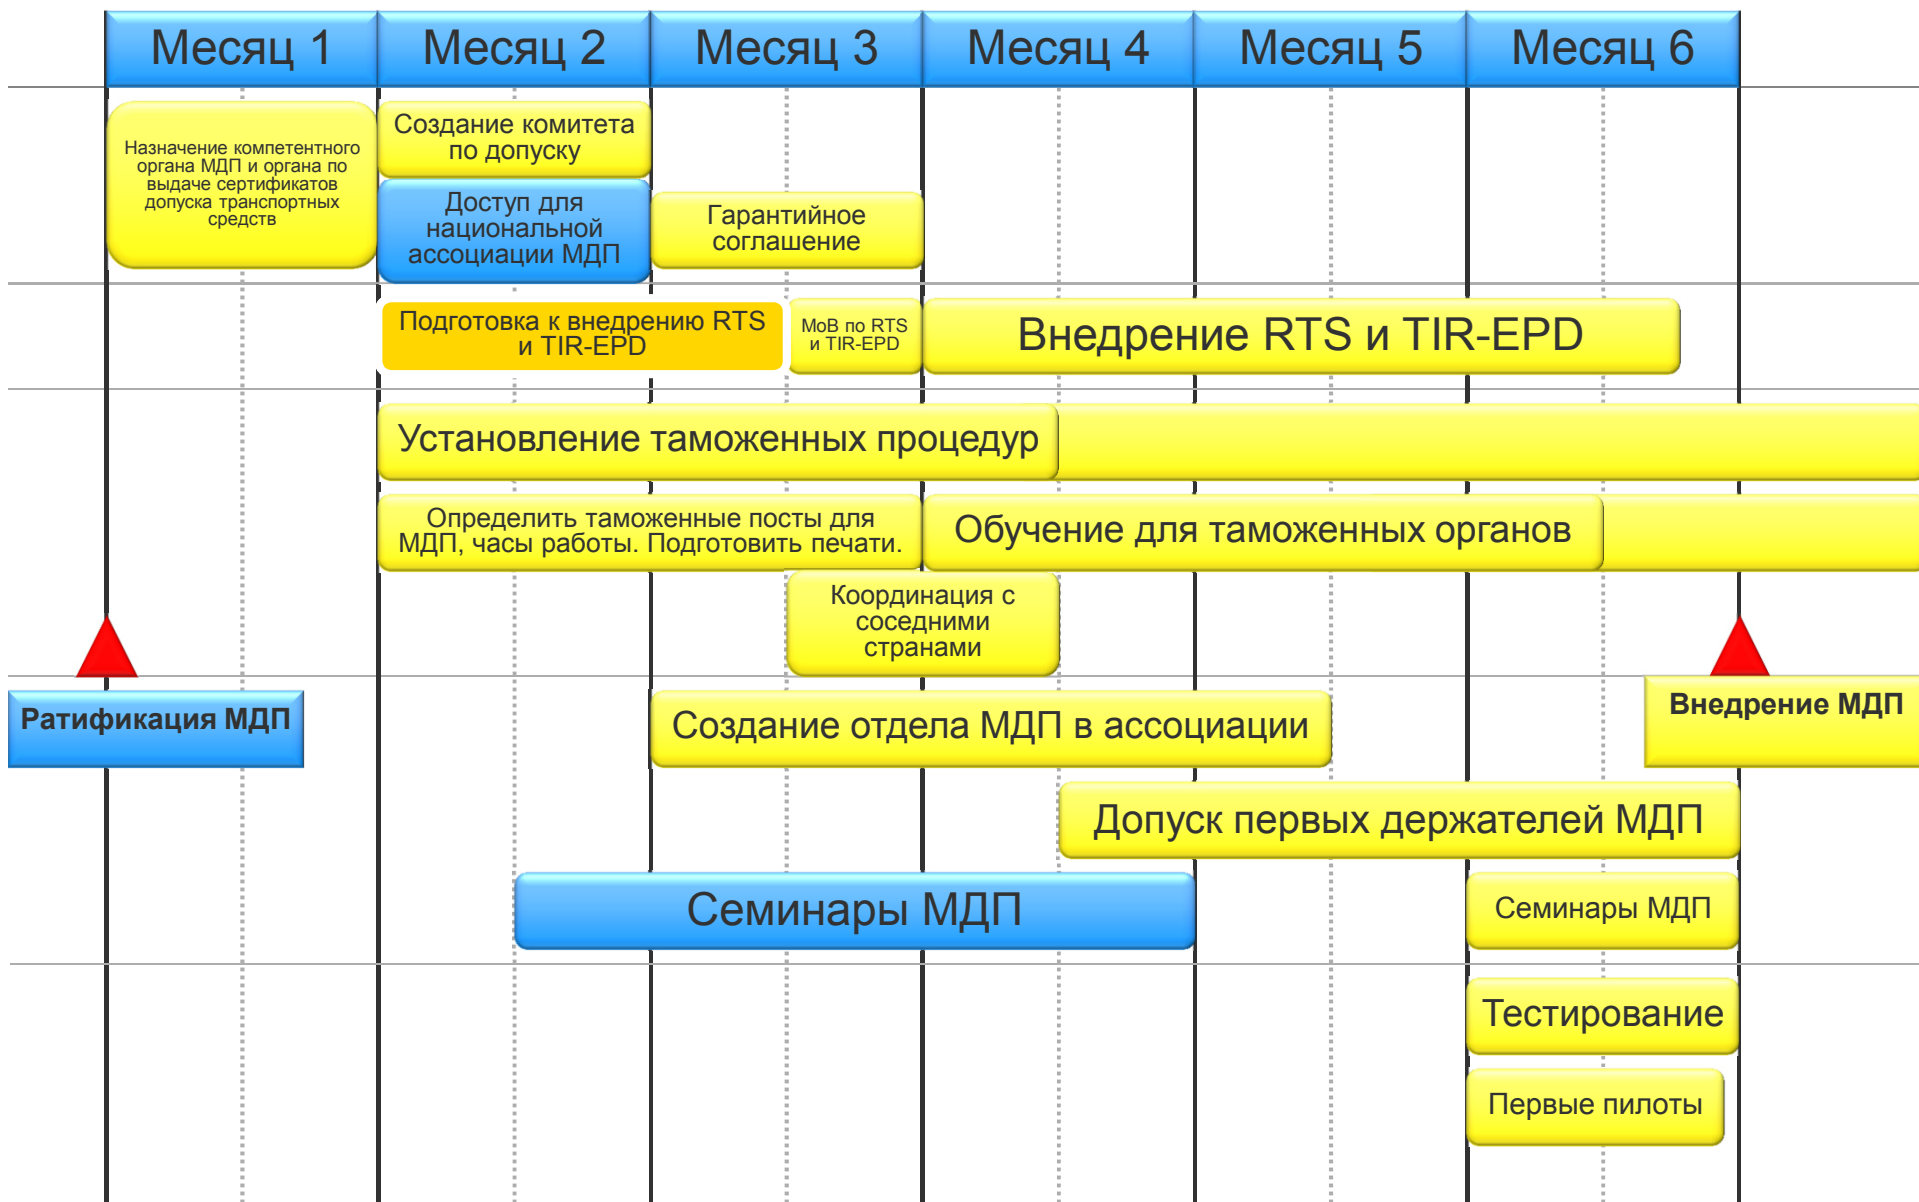 Месяц 1
Месяц 2
Месяц 3
Месяц 4
Месяц 5
Месяц 6
Назначение компетентного
органа МДП и органа по
выдаче сертификатов
допуска транспортных
средств
Создание комитета
по допуску
Доступ для
национальной
ассоциации МДП
Гарантийное
соглашение
Подготовка к внедрению RTS
и TIR-EPD
МоВ по RTS
и TIR-EPD
Внедрение RTS и TIR-EPD
Установление таможенных процедур
Определить таможенные посты для
МДП, часы работы. Подготовить печати.
Обучение для таможенных органов
Координация с
соседними
странами
Ратификация МДП
Создание отдела МДП в ассоциации
Внедрение МДП
Допуск первых держателей МДП
Семинары МДП
Семинары МДП
Тестирование
Первые пилоты